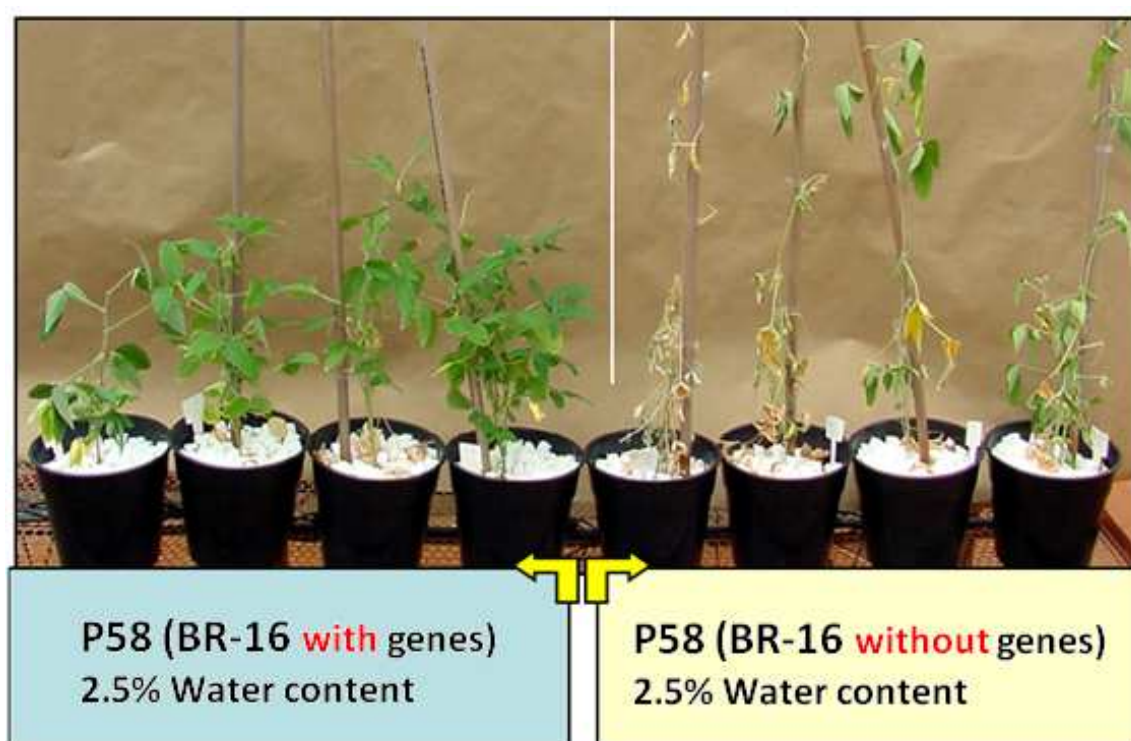 P58 (BR-16 with genes)
2.5% Water content
P58 (BR-16 without genes)
2.5% Water content